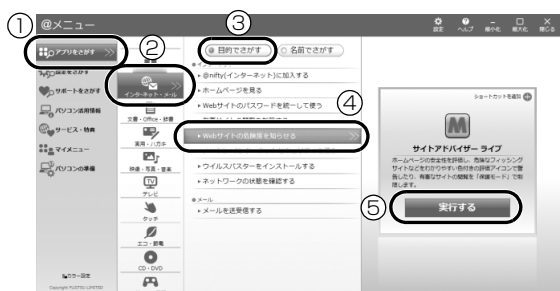 ①
②
③
④
⑤
@メニュー
設定
ヘルプ
最小化
最大化
閉じる
アプリをさがす
サポートをさがす
パソコン活用情報
サービス・特典
マイメニュー
パソコンの準備
カラー設定
Copyright FUJITSU LIMITED
インターネット・メール
文書・Office・辞書
実用・ハガキ
映像・写真・音楽
テレビ
タッチ
エコ・節電
CD・DVD
目的でさがす
名前でさがす
@nifty(インターネット)に加入する
ホームページを見る
Webサイトのパスワードを統一して使う
Webサイトの危険度を知らせる
ウイルスバスターをインストールする
ネットワークの状態を確認する
メール
メールを送受信する
ショートカットを追加
サイトアドバイザー ライブ
ホームページの安全性を評価し、危険なフィッシング
サイトなどをわかりやすい色付きの評価アイコンで警
告したり、有害なサイトの閲覧を「保護モード」で制
限します。
実行する